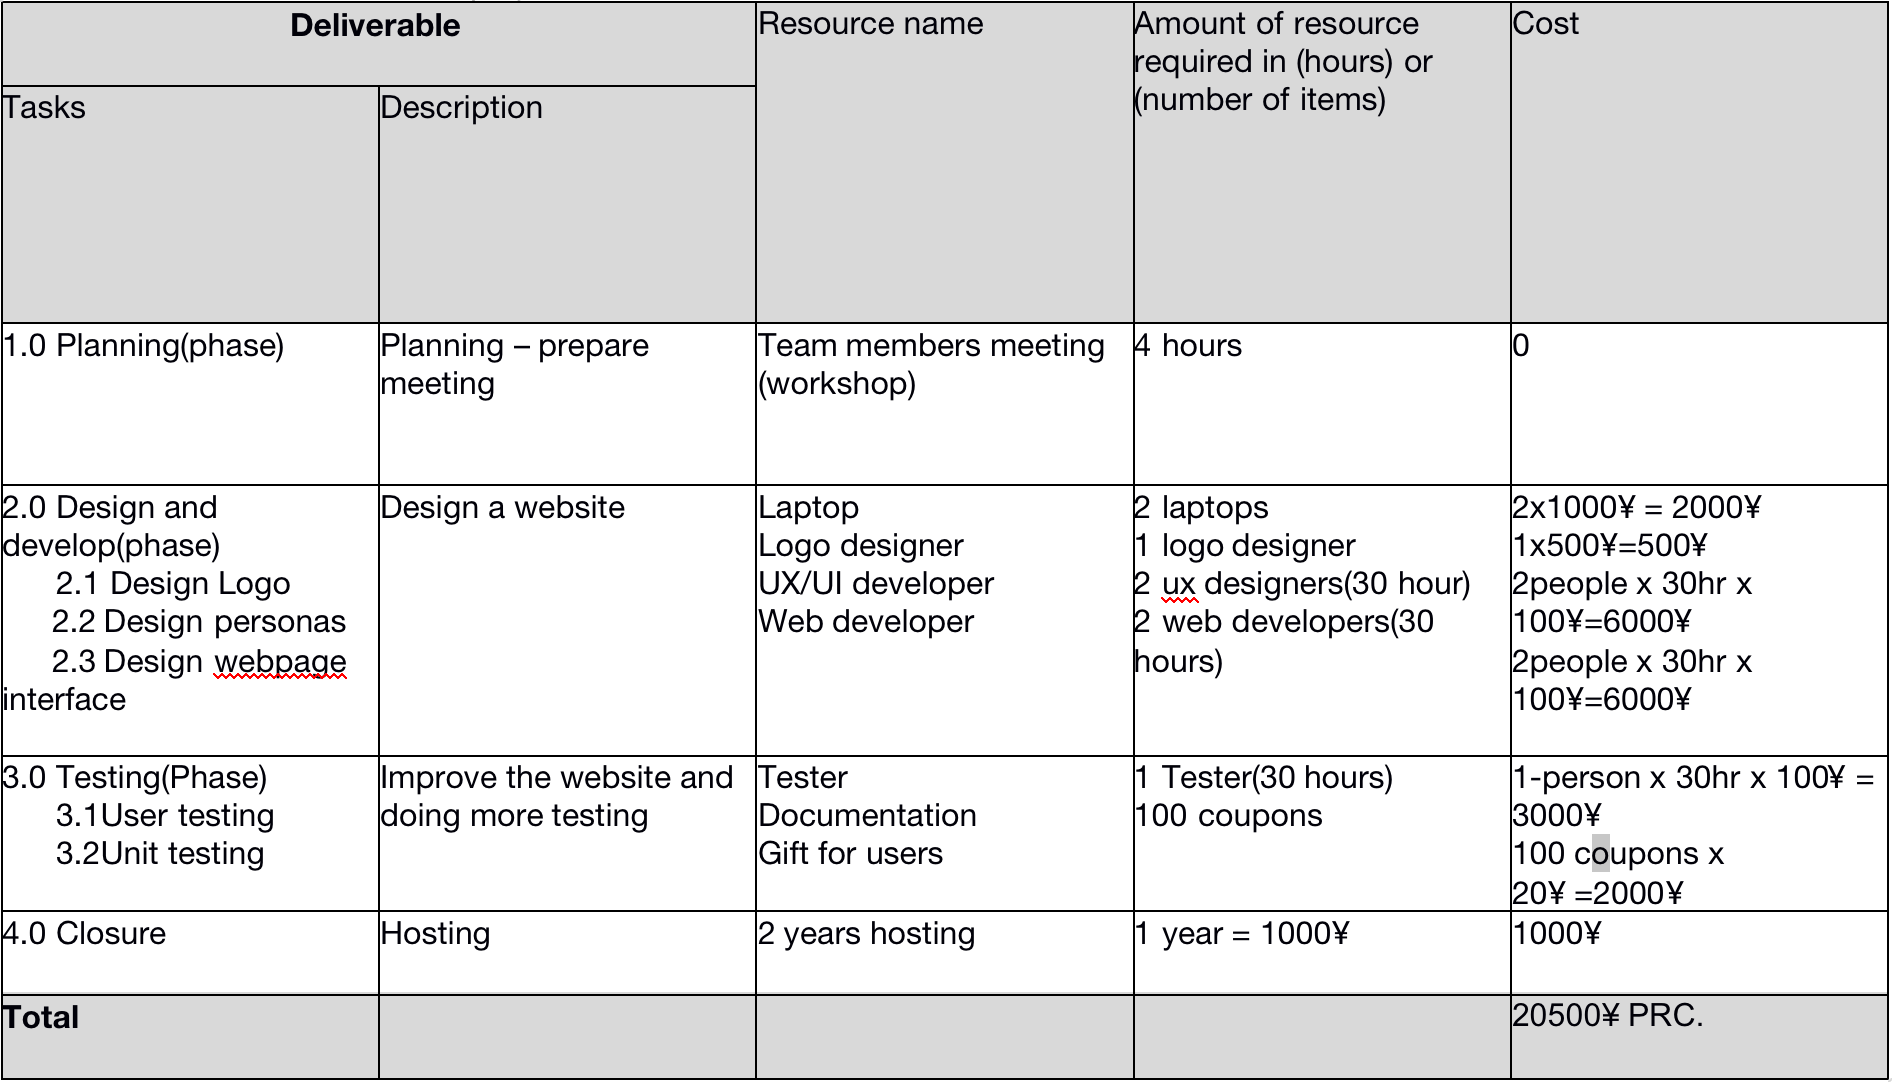 Deliverable
Resource name
Amount of resource
required in (hours) or
(number of items)
Cost
Tasks
Description
1.0 Planning(phase)
Planning – prepare
meeting
Team members meeting
(workshop)
4 hours
0
2.0 Design and
develop(phase)
2.1 Design Logo
2.2 Design personas
2.3 Design webpage
interface
Design a website
Laptop
Logo designer
UX/UI developer
Web developer
2 laptops
1 logo designer
2 ux designers(30 hour)
2 web developers(30
hours)
2x1000¥ = 2000¥
1x500¥=500¥
2people x 30hr x
100¥=6000¥
2people x 30hr x
100¥=6000¥
3.0 Testing(Phase)
3.1User testing
3.2Unit testing
Improve the website and
doing more testing
Tester
Documentation
Gift for users
1 Tester(30 hours)
100 coupons
1-person x 30hr x 100¥ =
3000¥
100 coupons x
20¥ =2000¥
4.0 Closure
Hosting
2 years hosting
1 year = 1000¥
1000¥
Total
20500¥ PRC.